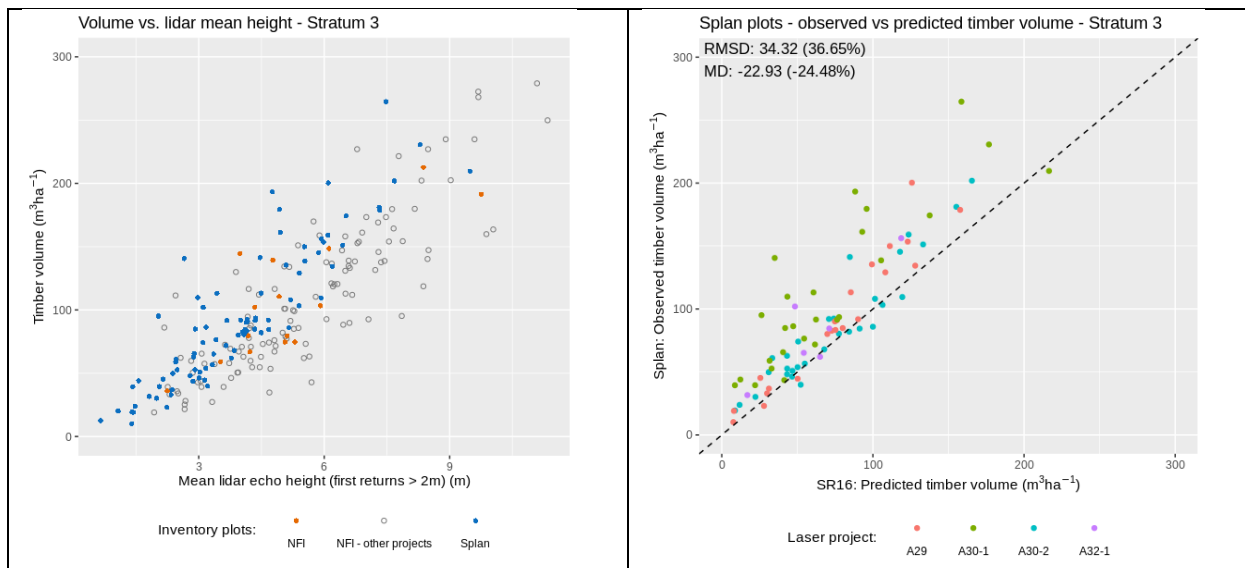 Volume vs. lidar mean height - Stratum 3
300
200
100
0
Timber volume (m³ha⁻¹)
3
6
9
Mean lidar echo height (first returns > 2m) (m)
Inventory plots:
NFI
NFI - other projects
Splan
Splan plots - observed vs predicted timber volume - Stratum 3
RMSD: 34.32 (36.65%)
MD: -22.93 (-24.48%)
300
200
100
0
Splan: Observed timber volume (m³ha⁻¹)
0
100
200
300
SR16: Predicted timber volume (m³ha⁻¹)
Laser project:
A29
A30-1
A30-2
A32-1